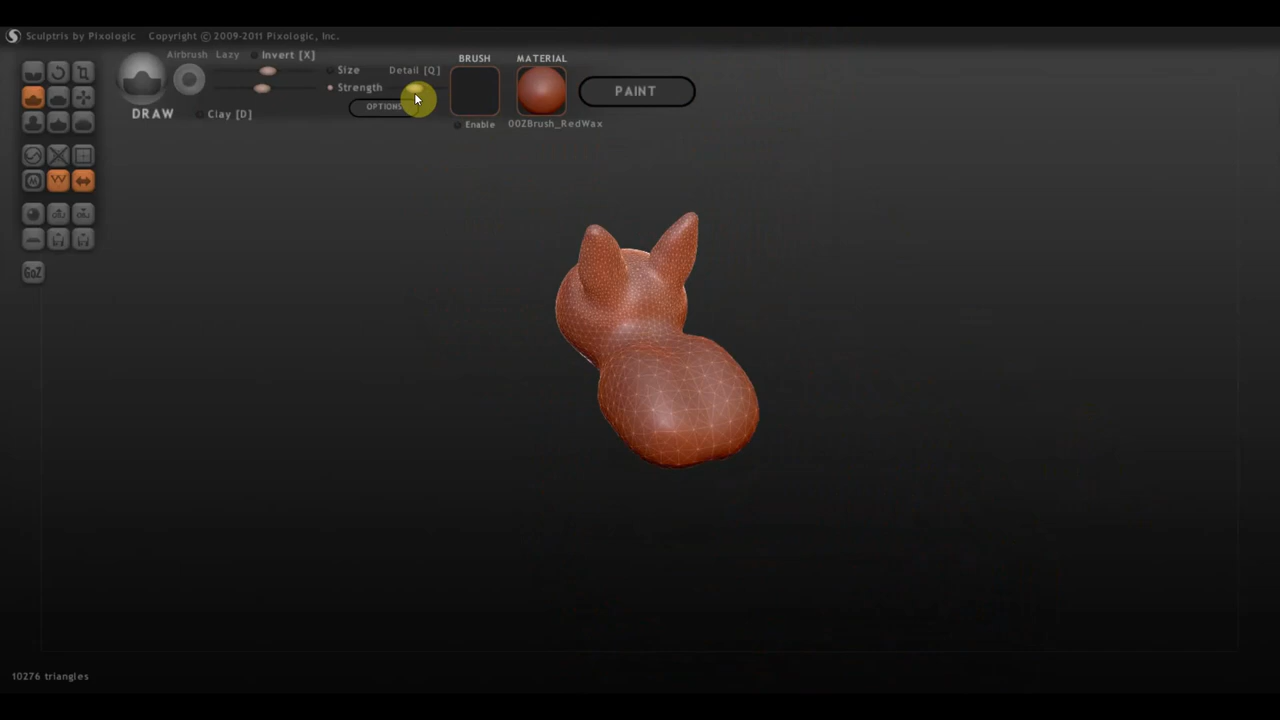 Sculptris by Pixologic Copyright © 2009-2011 Pixologic, Inc.
Airbrush Lazy Invert [X]
Size Detail [Q]
Strength
OPTIONS
DRAW Clay [D]
BRUSH
Enable
MATERIAL
00ZBrush_RedWax
PAINT
GoZ
10276 triangles